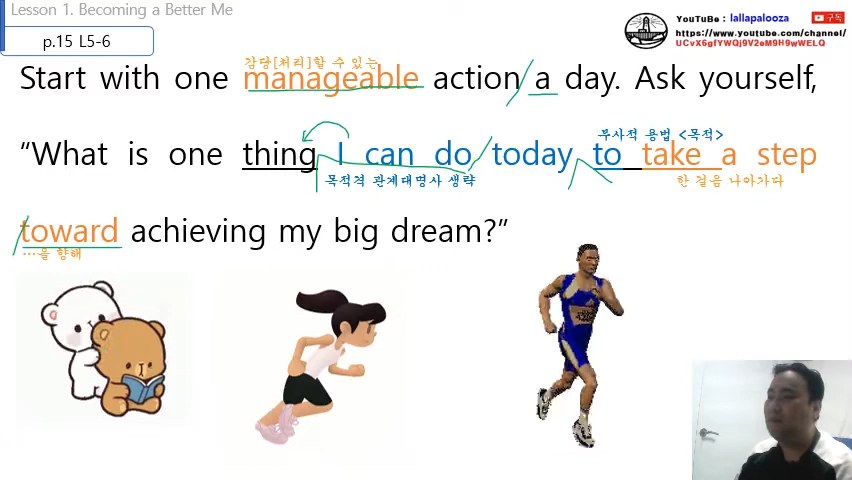 Lesson 1. Becoming a Better Me
p.15 L5-6
YouTuBe : lallapalooza
구독
https://www.youtube.com/channel/
UCvX6gfYWQj9V2eM9H9wWELQ
감당[처리]할 수 있는
Start with one manageable action a day. Ask yourself,
부사적 용법 <목적>
“What is one thing I can do today to take a step
목적격 관계대명사 생략
한 걸음 나아가다
toward achieving my big dream?”
…을 향해